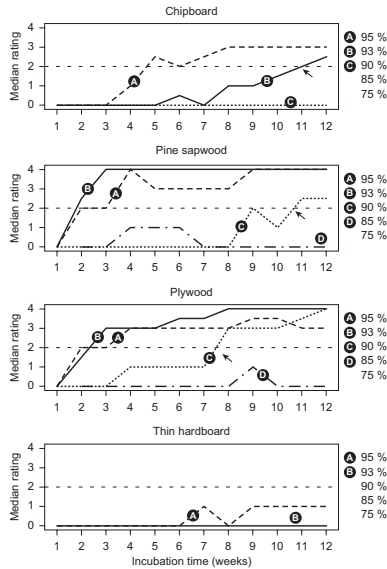 Chipboard
Median rating
4
3
2
1
0
A
B
C
1 2 3 4 5 6 7 8 9 10 11 12
A 95 %
B 93 %
C 90 %
85 %
75 %
Pine sapwood
Median rating
4
3
2
1
0
B
A
C
D
1 2 3 4 5 6 7 8 9 10 11 12
A 95 %
B 93 %
C 90 %
D 85 %
75 %
Plywood
Median rating
4
3
2
1
0
B
A
C
D
1 2 3 4 5 6 7 8 9 10 11 12
A 95 %
B 93 %
C 90 %
D 85 %
75 %
Thin hardboard
Median rating
4
3
2
1
0
A
B
1 2 3 4 5 6 7 8 9 10 11 12
Incubation time (weeks)
A 95 %
B 93 %
90 %
85 %
75 %